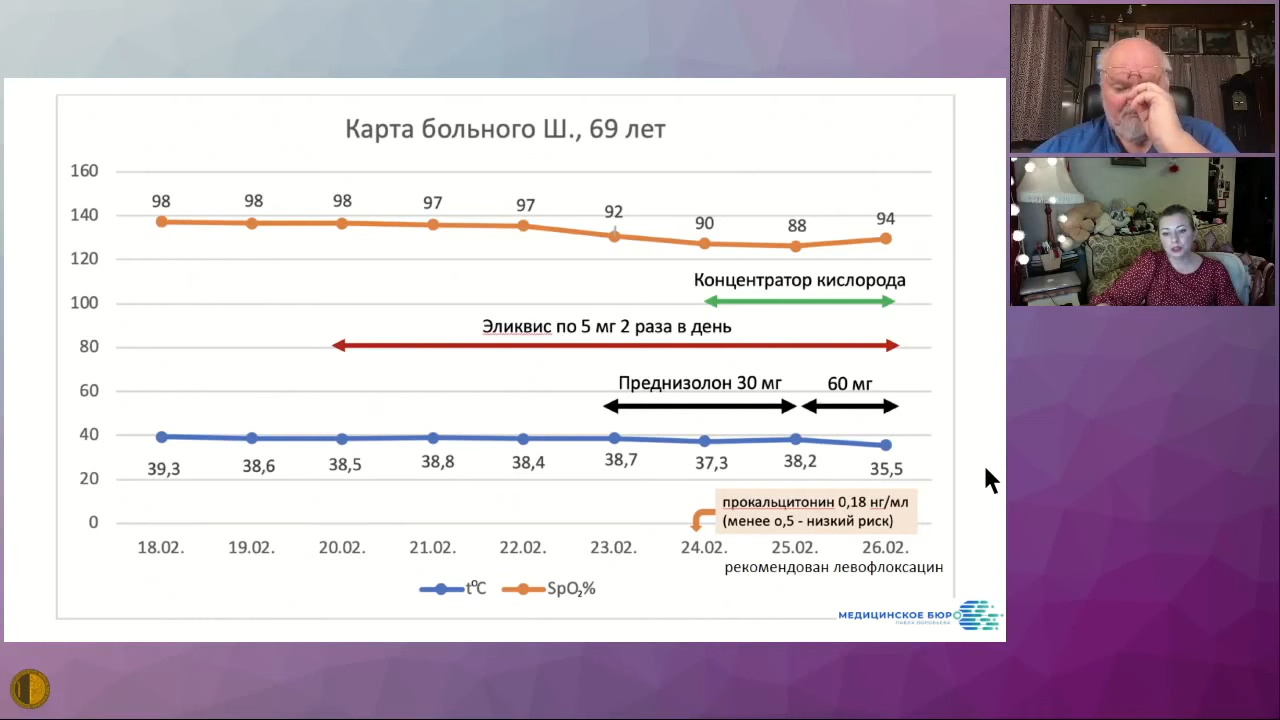 Карта больного Ш., 69 лет
160
98 98 98 97 97 92 90 88 94
140
120
Концентратор кислорода
100
Эликвис по 5 мг 2 раза в день
80
Преднизолон 30 мг 60 мг
60
40
39,3 38,6 38,5 38,8 38,4 38,7 37,3 38,2 35,5
20
прокальцитонин 0,18 нг/мл
(менее 0,5 - низкий риск)
0
18.02. 19.02. 20.02. 21.02. 22.02. 23.02. 24.02. 25.02. 26.02.
рекомендован левофлоксацин
t⁰C SpO₂%
МЕДИЦИНСКОЕ БЮРО
ПАВЛА ВОРОБЬЕВА